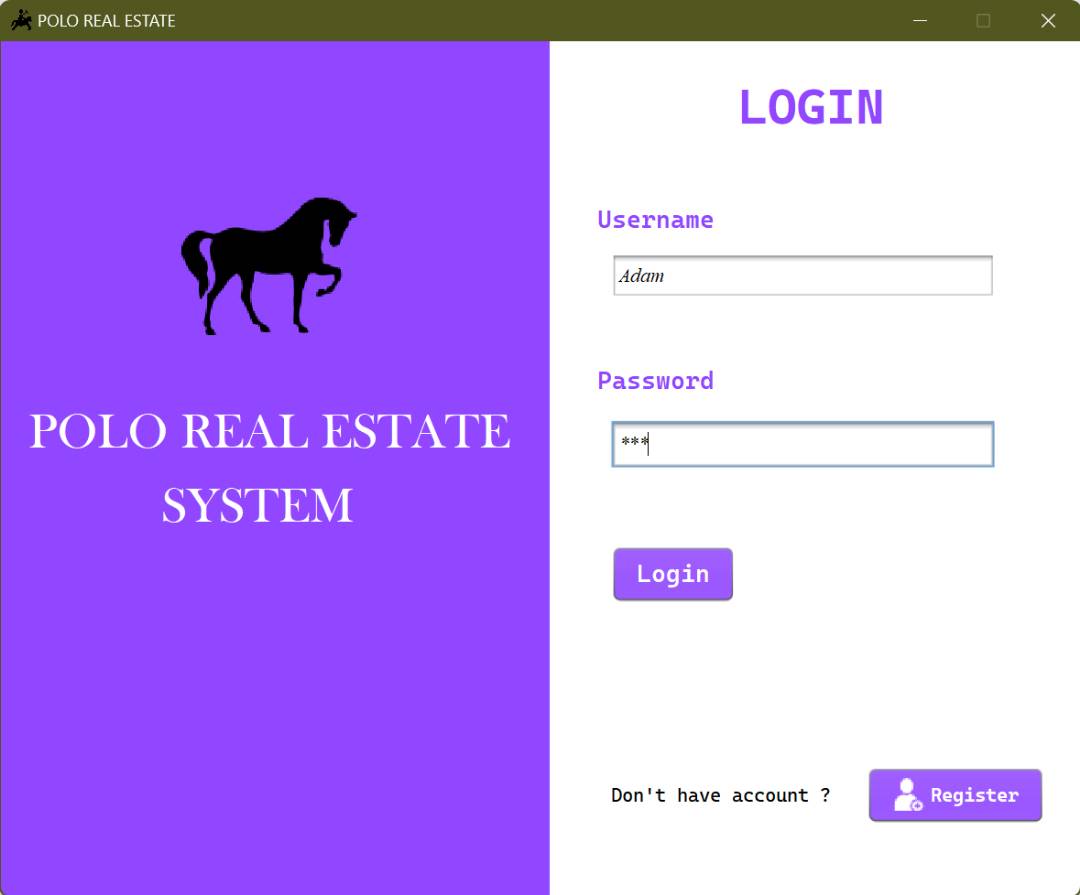 POLO REAL ESTATE
POLO REAL ESTATE
SYSTEM
LOGIN
Username
Adam
Password
***
Login
Don't have account ?
Register